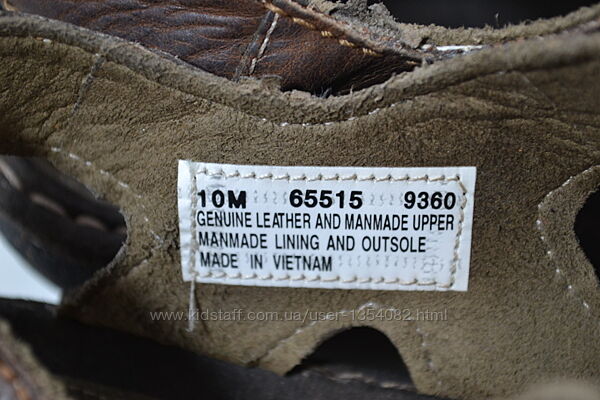 10M 65515 9360
GENUINE LEATHER AND MANMADE UPPER
MANMADE LINING AND OUTSOLE
MADE IN VIETNAM
www.kidstaff.com.ua/user-1354082.html